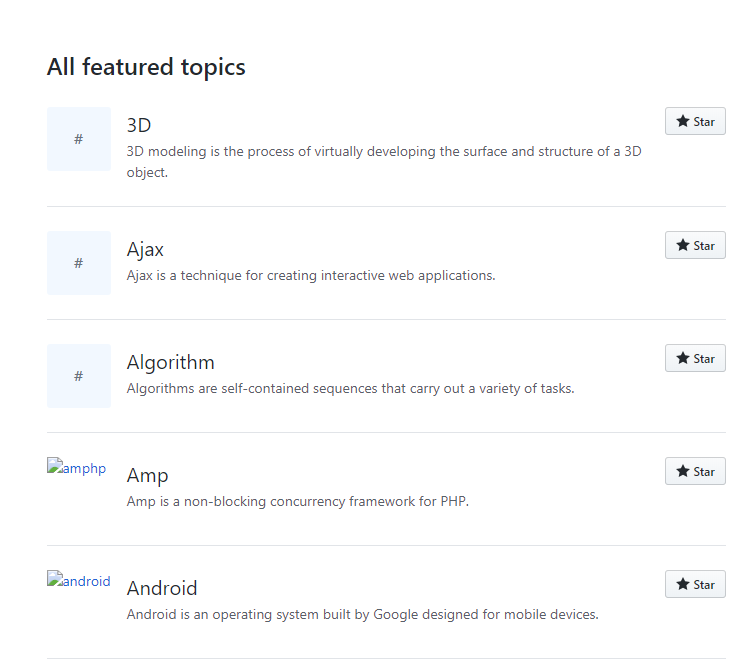 All featured topics
#
3D
Star
3D modeling is the process of virtually developing the surface and structure of a 3D
object.
#
Ajax
Star
Ajax is a technique for creating interactive web applications.
#
Algorithm
Star
Algorithms are self-contained sequences that carry out a variety of tasks.
amphp
Amp
Star
Amp is a non-blocking concurrency framework for PHP.
android
Android
Star
Android is an operating system built by Google designed for mobile devices.